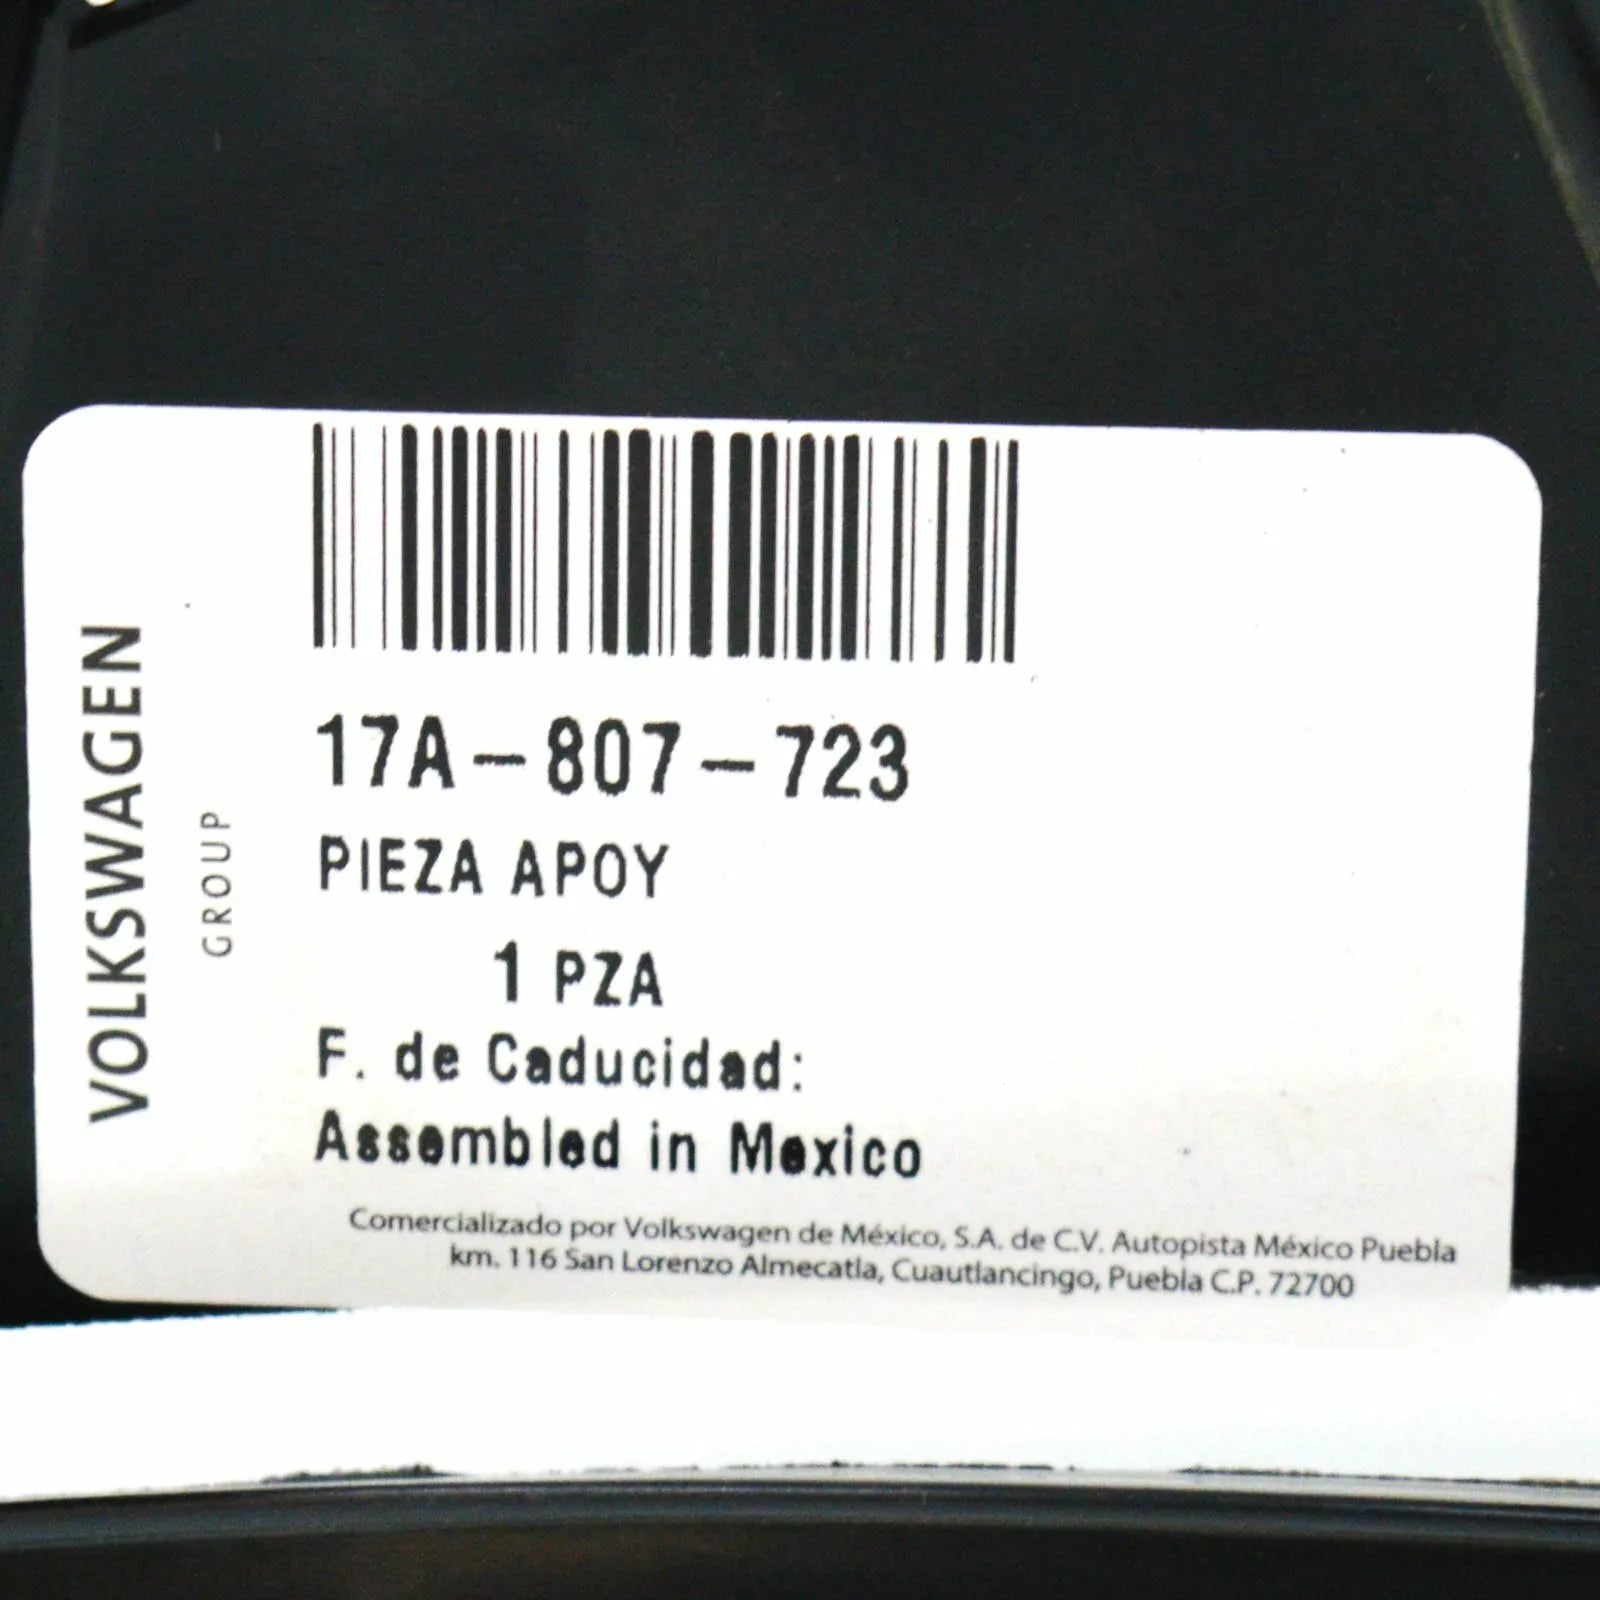 VOLKSWAGEN
GROUP
17A-807-723
PIEZA APOY
1 PZA
F. de Caducidad:
Assembled in Mexico
Comercializado por Volkswagen de México, S.A. de C.V. Autopista México Puebla
km. 116 San Lorenzo Almecatla, Cuautlancingo, Puebla C.P. 72700